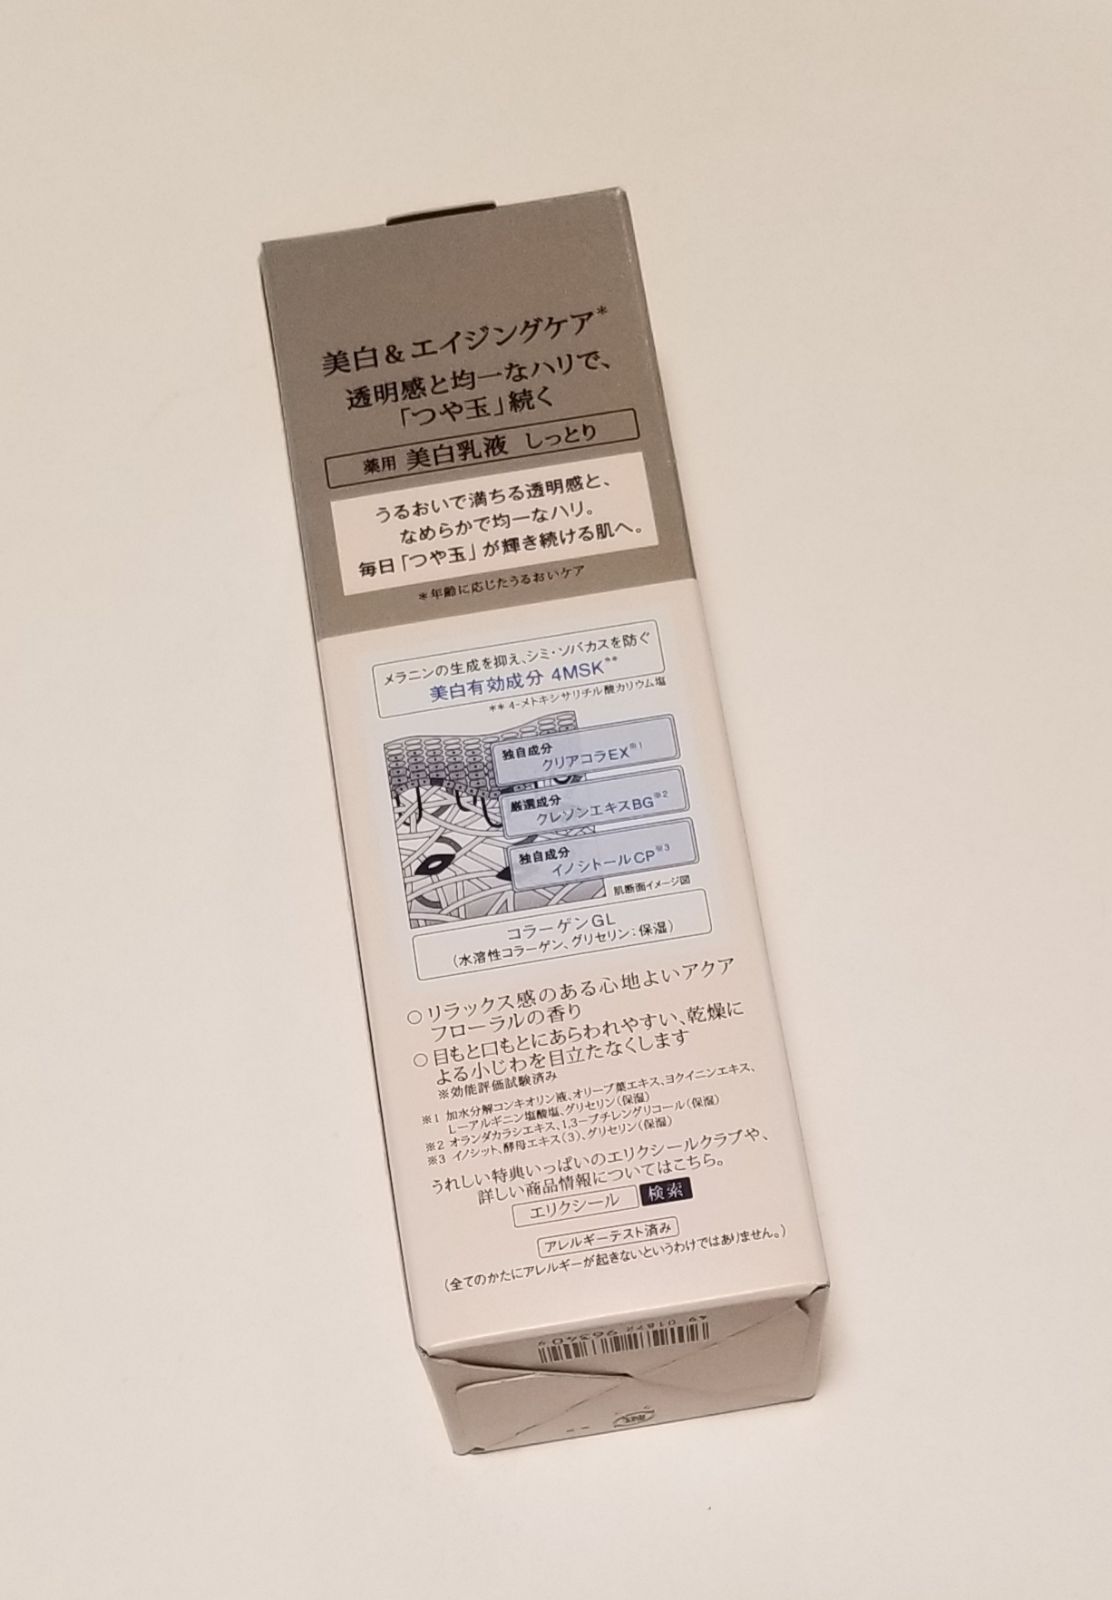 美白&エイジングケア*
透明感と均一なハリで、
「つや玉」続く
薬用 美白乳液 しっとり
うるおいで満ちる透明感と、
なめらかで均一なハリ。
毎日「つや玉」が輝き続ける肌へ。
*年齢に応じたうるおいケア
メラニンの生成を抑え、シミ・ソバカスを防ぐ
美白有効成分 4MSK**
** 4-メトキシサリチル酸カリウム塩
独自成分
クリアコラEX※1
厳選成分
クレソンエキスBG※2
独自成分
イノシトールCP※3
肌断面イメージ図
コラーゲンGL
(水溶性コラーゲン、グリセリン:保湿)
○リラックス感のある心地よいアクア
フローラルの香り
○目もと口もとにあらわれやすい、乾燥に
よる小じわを目立たなくします
※効能評価試験済み
※1 加水分解コンキオリン液、オリーブ葉エキス、ヨクイニンエキス、
L-アルギニン塩酸塩、グリセリン(保湿)
※2 オランダカラシエキス、1,3-ブチレングリコール(保湿)
※3 イノシット、酵母エキス(3)、グリセリン(保湿)
うれしい特典いっぱいのエリクシールクラブや、
詳しい商品情報についてはこちら。
エリクシール 検索
アレルギーテスト済み
(全てのかたにアレルギーが起きないというわけではありません。)
4901872963409